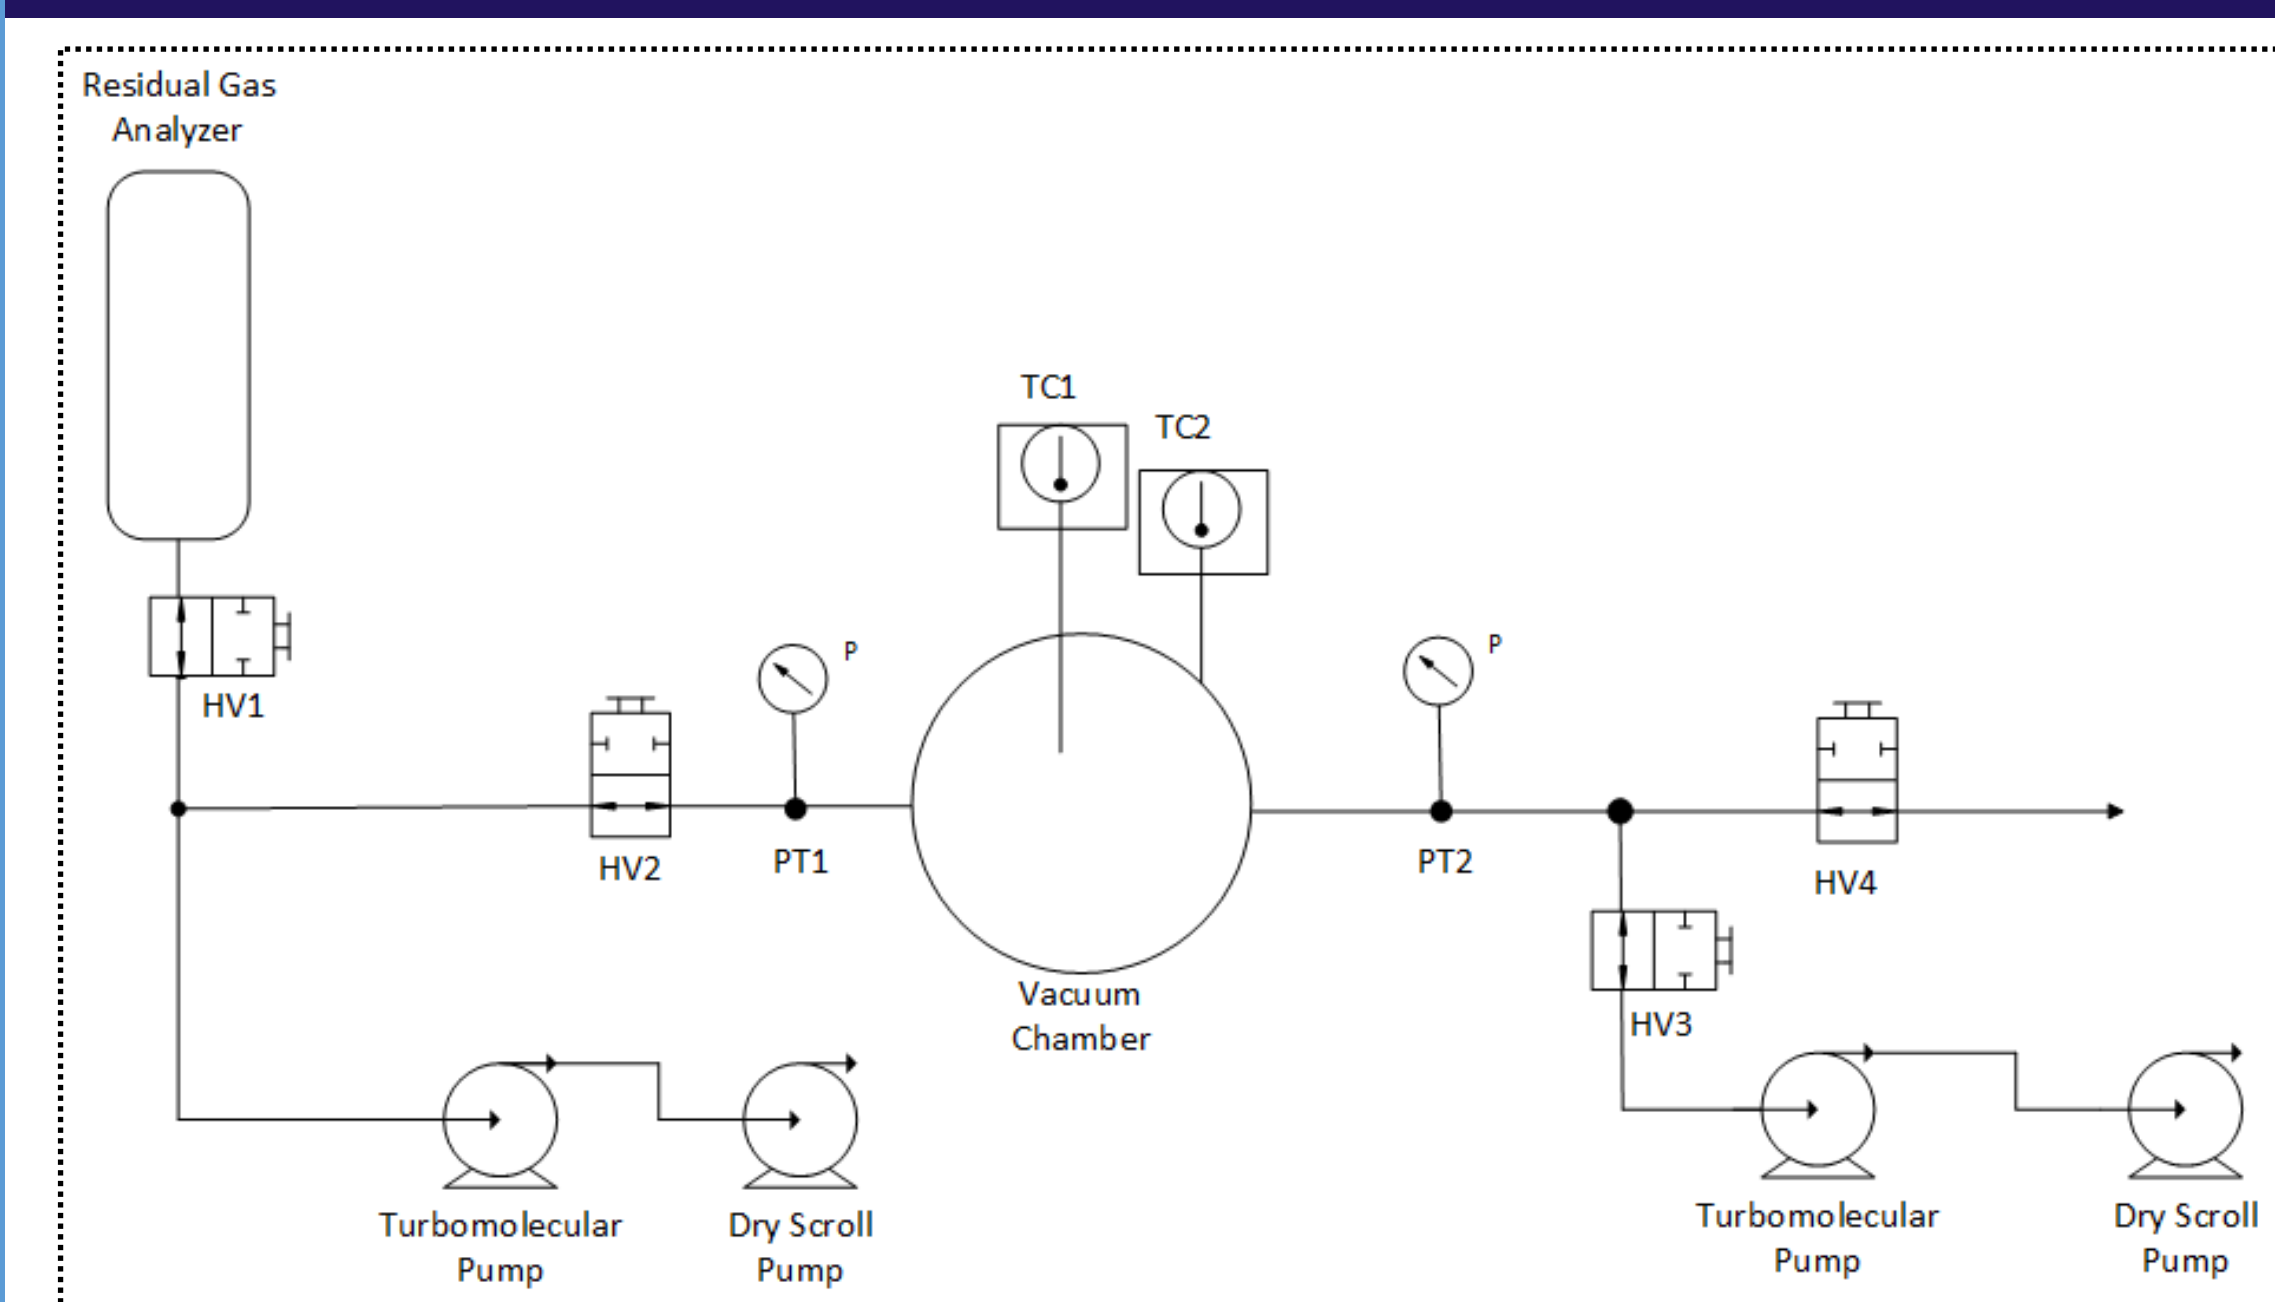 Residual Gas
Analyzer
TC1
TC2
P
P
HV1
HV2
PT1
PT2
HV4
Vacuum
Chamber
HV3
Turbomolecular
Pump
Dry Scroll
Pump
Turbomolecular
Pump
Dry Scroll
Pump